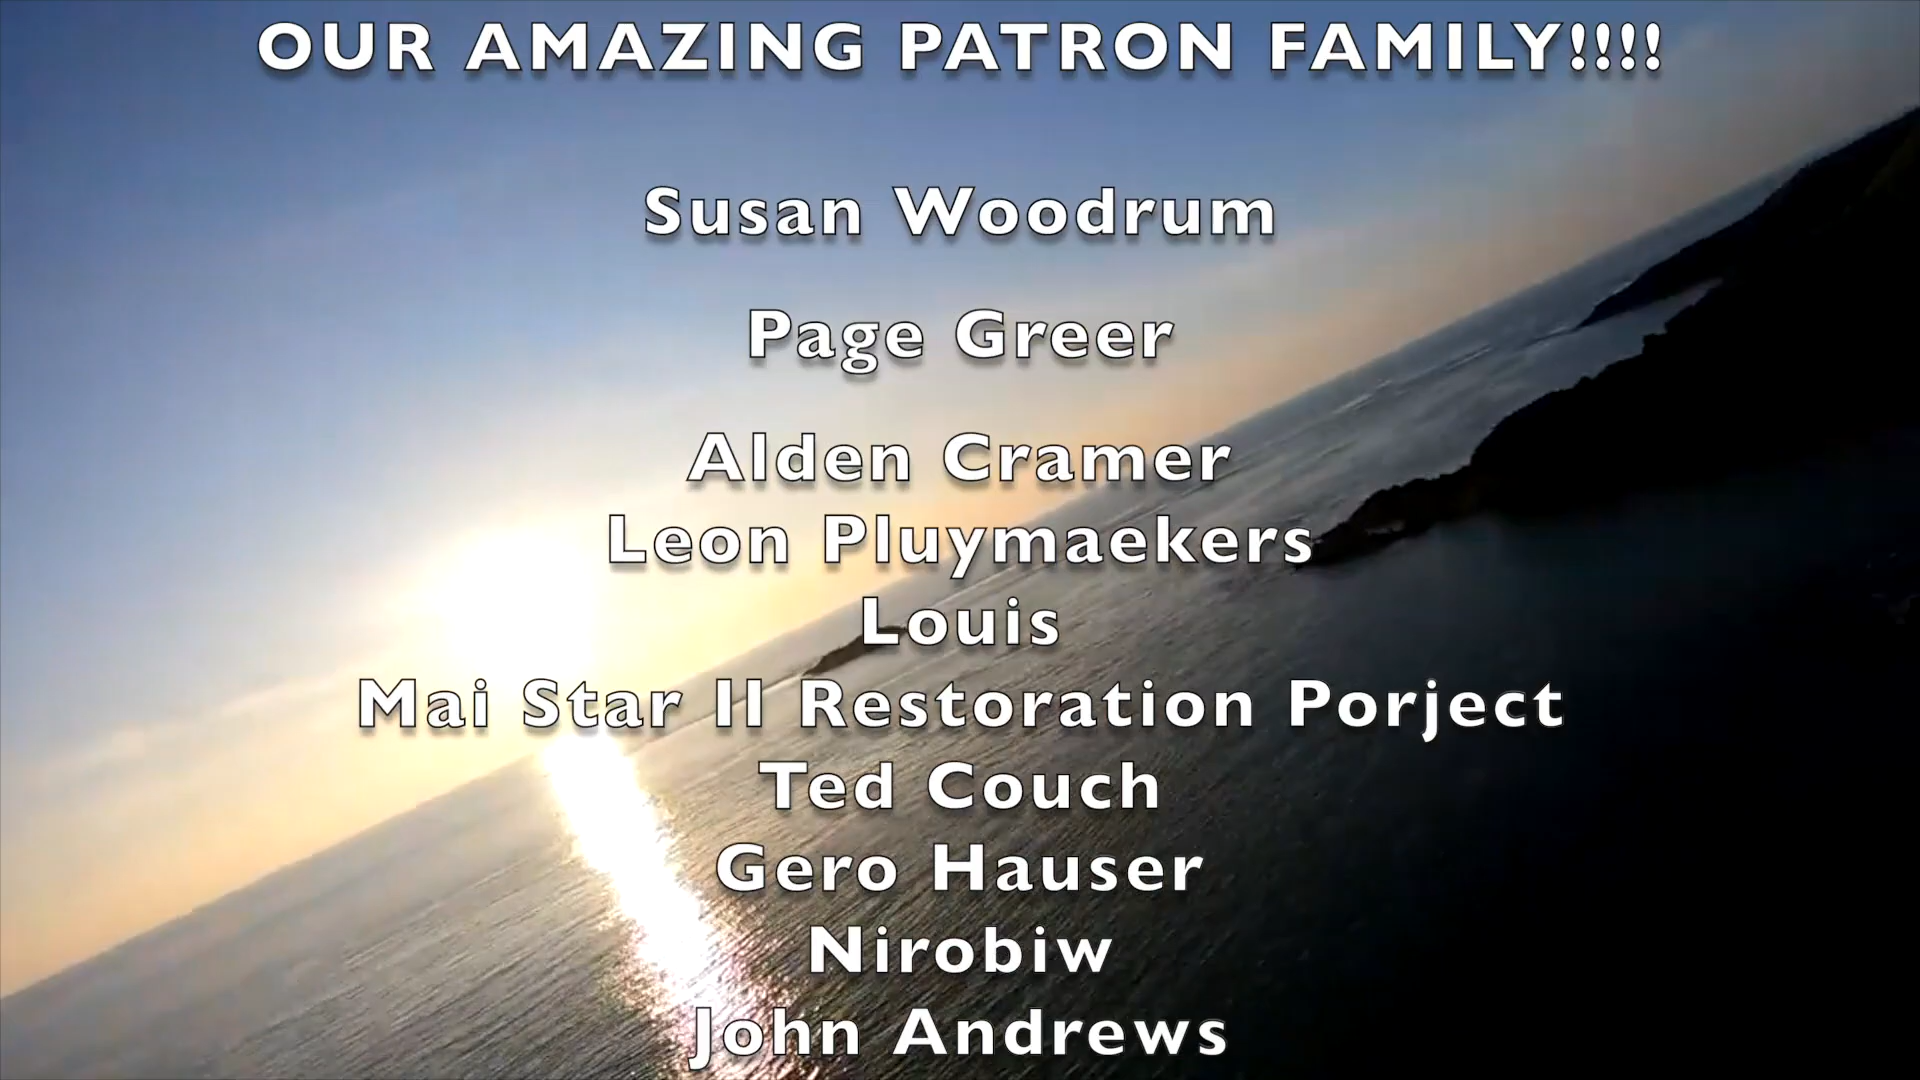 OUR AMAZING PATRON FAMILY!!!!
Susan Woodrum
Page Greer
Alden Cramer
Leon Pluymaekers
Louis
Mai Star II Restoration Porject
Ted Couch
Gero Hauser
Nirobiw
John Andrews